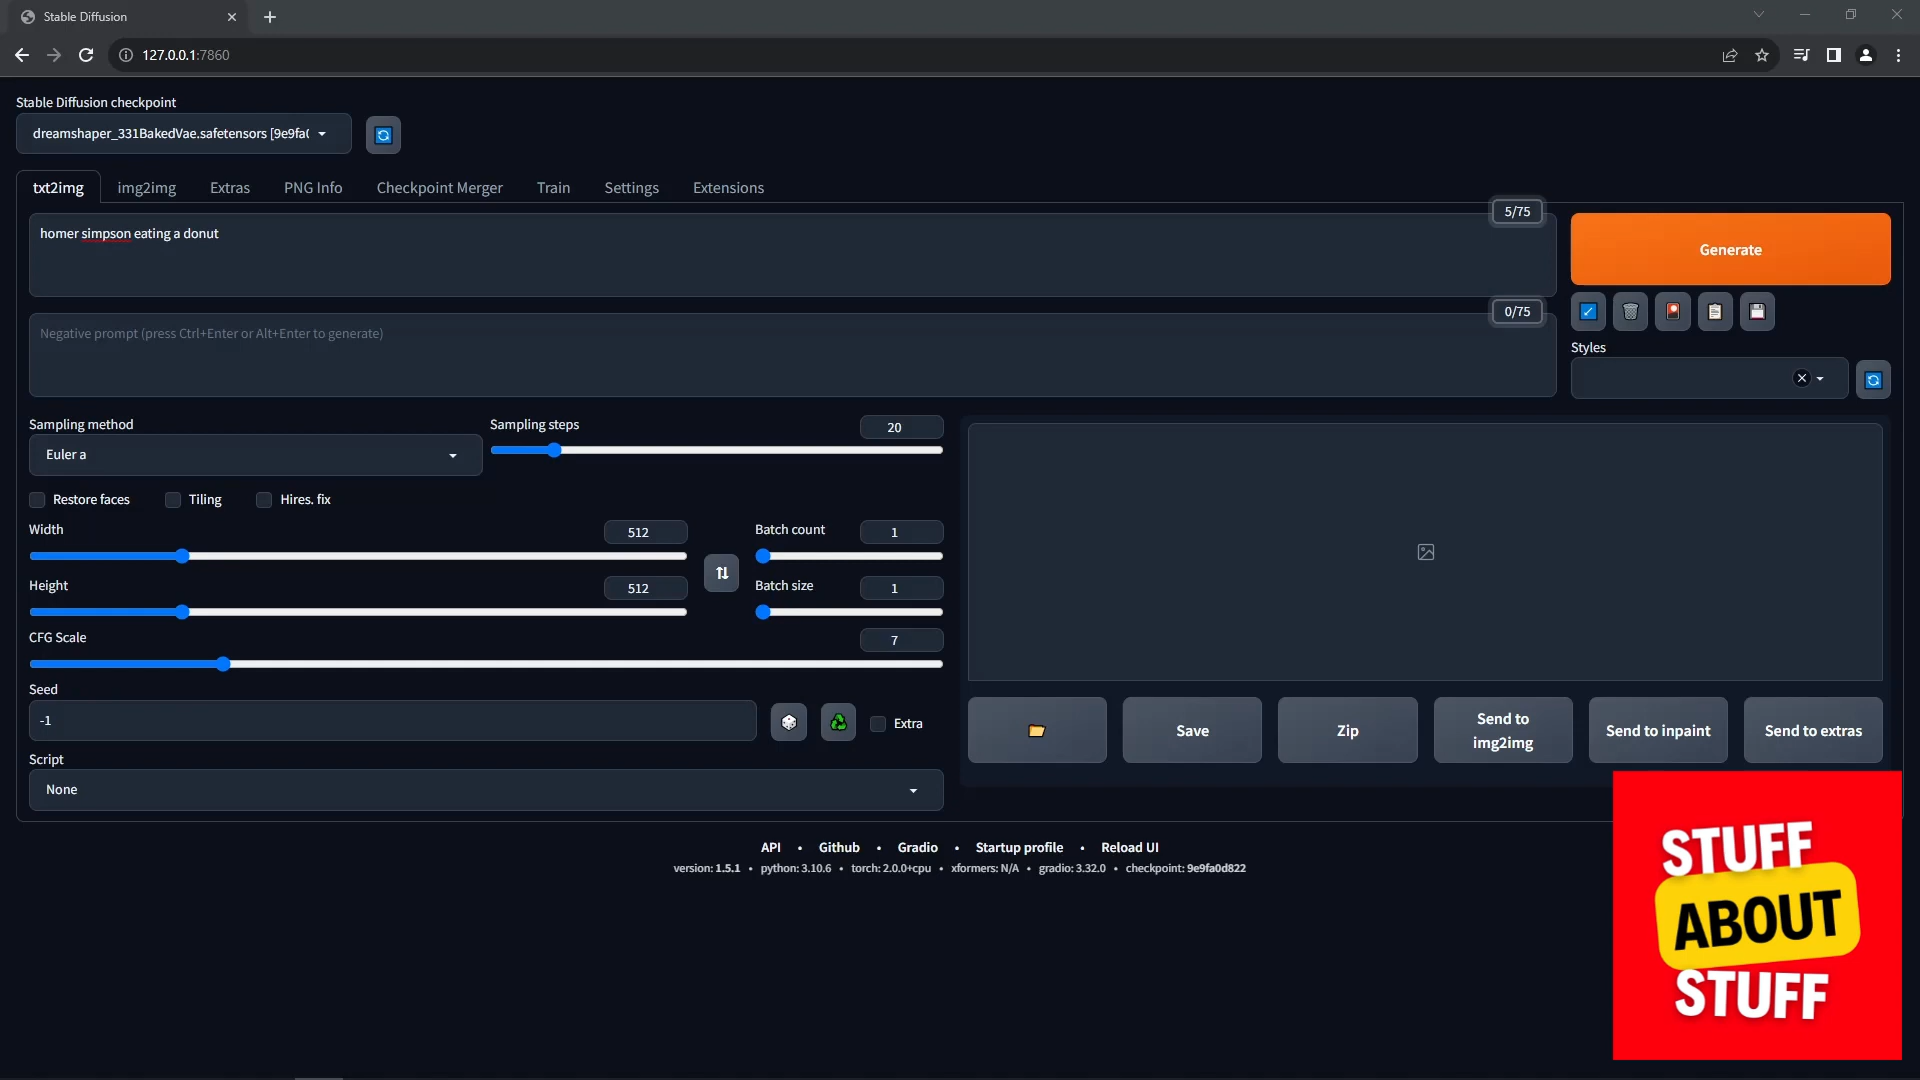 Stable Diffusion
127.0.0.1:7860
Stable Diffusion checkpoint
dreamshaper_331BakedVae.safetensors [9e9fa(
txt2img img2img Extras PNG Info Checkpoint Merger Train Settings Extensions
5/75
homer simpson eating a donut
Generate
0/75
Negative prompt (press Ctrl+Enter or Alt+Enter to generate)
Styles
Sampling method
Euler a
Sampling steps
20
Restore faces Tiling Hires. fix
Width
512
Batch count
1
Height
512
Batch size
1
CFG Scale
7
Seed
-1
Extra
Script
None
Save
Zip
Send to
img2img
Send to inpaint
Send to extras
API • Github • Gradio • Startup profile • Reload UI
version: 1.5.1 • python: 3.10.6 • torch: 2.0.0+cpu • xformers: N/A • gradio: 3.32.0 • checkpoint: 9e9fa0d822
STUFF
ABOUT
STUFF